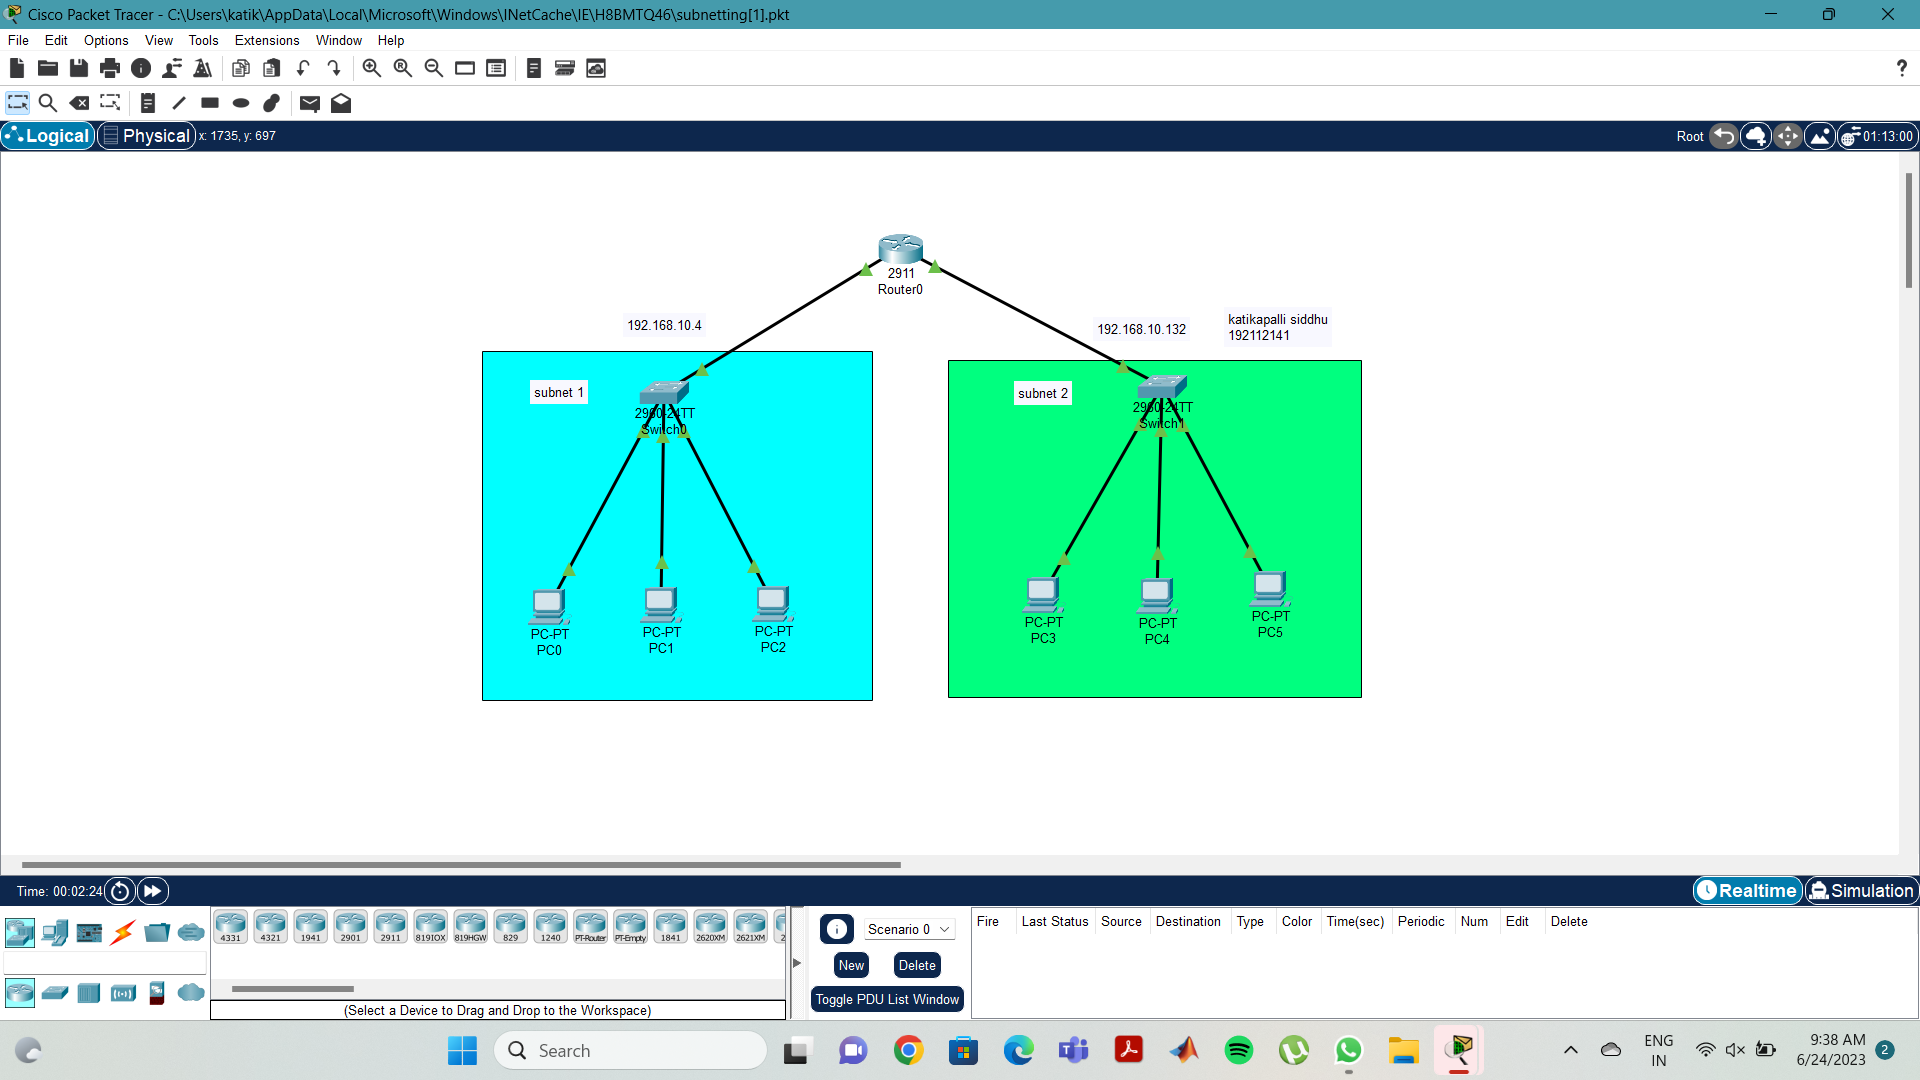 Cisco Packet Tracer - C:\Users\katik\AppData\Local\Microsoft\Windows\INetCache\IE\H8BMTQ46\subnetting[1].pkt
File Edit Options View Tools Extensions Window Help
?
Logical Physical x: 1735, y: 697
Root 01:13:00
2911
Router0
192.168.10.4
192.168.10.132
katikapalli siddhu
192112141
subnet 1
2960-24TT
Switch0
subnet 2
2960-24TT
Switch1
PC-PT
PC0
PC-PT
PC1
PC-PT
PC2
PC-PT
PC3
PC-PT
PC4
PC-PT
PC5
Time: 00:02:24
Realtime Simulation
4331 4321 1941 2901 2911 819IOX 819HGW 829 1240 PT-Router PT-Empty 1841 2620XM 2621XM 2
(Select a Device to Drag and Drop to the Workspace)
Scenario 0
New Delete
Toggle PDU List Window
Fire Last Status Source Destination Type Color Time(sec) Periodic Num Edit Delete
Search
ENG
IN
9:38 AM
6/24/2023
2